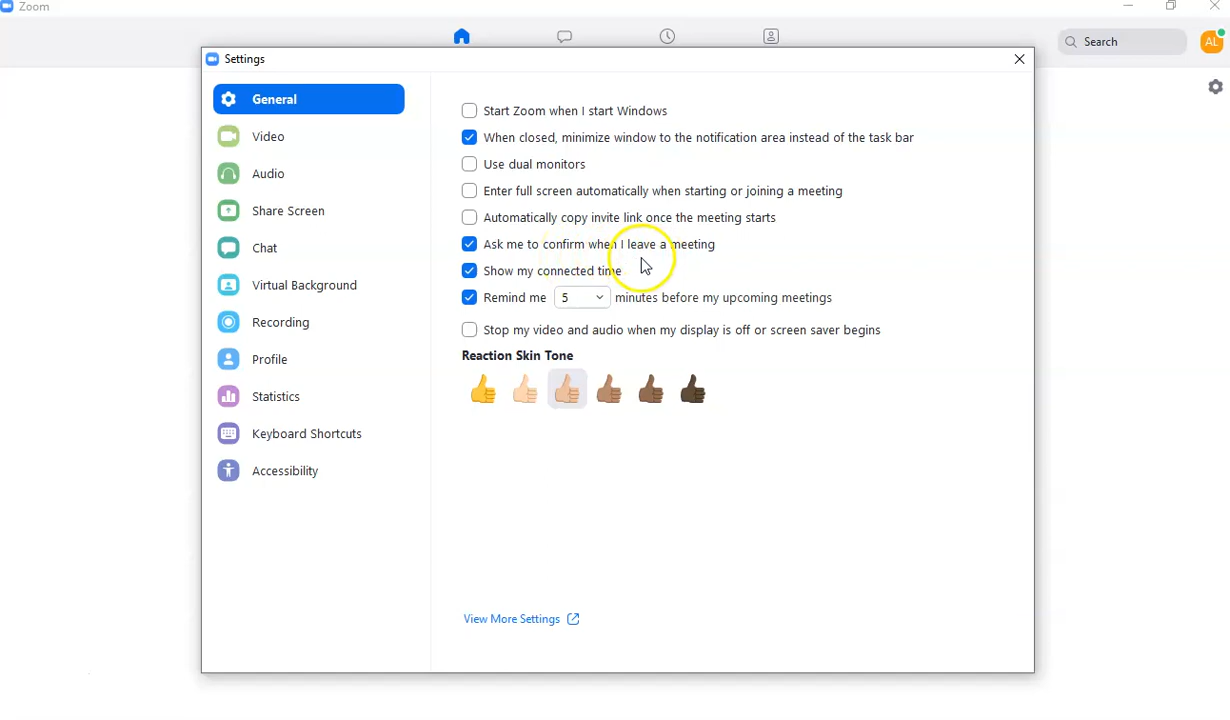 Zoom
Search
AL
Settings
General
Video
Audio
Share Screen
Chat
Virtual Background
Recording
Profile
Statistics
Keyboard Shortcuts
Accessibility
Start Zoom when I start Windows
When closed, minimize window to the notification area instead of the task bar
Use dual monitors
Enter full screen automatically when starting or joining a meeting
Automatically copy invite link once the meeting starts
Ask me to confirm when I leave a meeting
Show my connected time
Remind me 5 minutes before my upcoming meetings
Stop my video and audio when my display is off or screen saver begins
Reaction Skin Tone
View More Settings